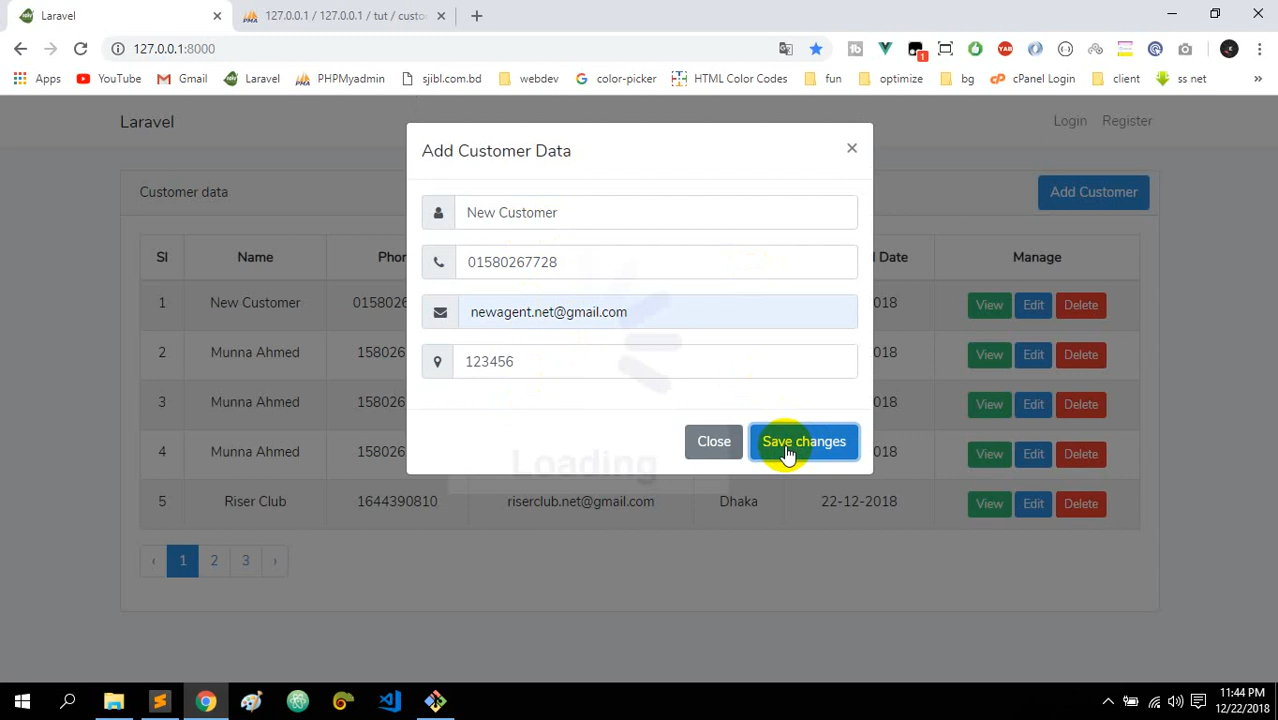 Laravel
127.0.0.1 / 127.0.0.1 / tut / custo
127.0.0.1:8000
Apps YouTube Gmail Laravel PHPMyadmin sjibl.com.bd webdev color-picker HTML Color Codes fun optimize bg cPanel Login client ss net
Laravel Login Register
Add Customer Data ×
Customer data Add Customer
New Customer
Sl Name Pho Date Manage
01580267728
1 New Customer 015802 018 View Edit Delete
newagent.net@gmail.com
2 Munna Ahmed 15802 018 View Edit Delete
123456
3 Munna Ahmed 15802 018 View Edit Delete
Close Save changes
4 Munna Ahmed 15802 018 View Edit Delete
Loading
5 Riser Club 1644390810 riserclub.net@gmail.com Dhaka 22-12-2018 View Edit Delete
‹ 1 2 3 ›
11:44 PM
12/22/2018